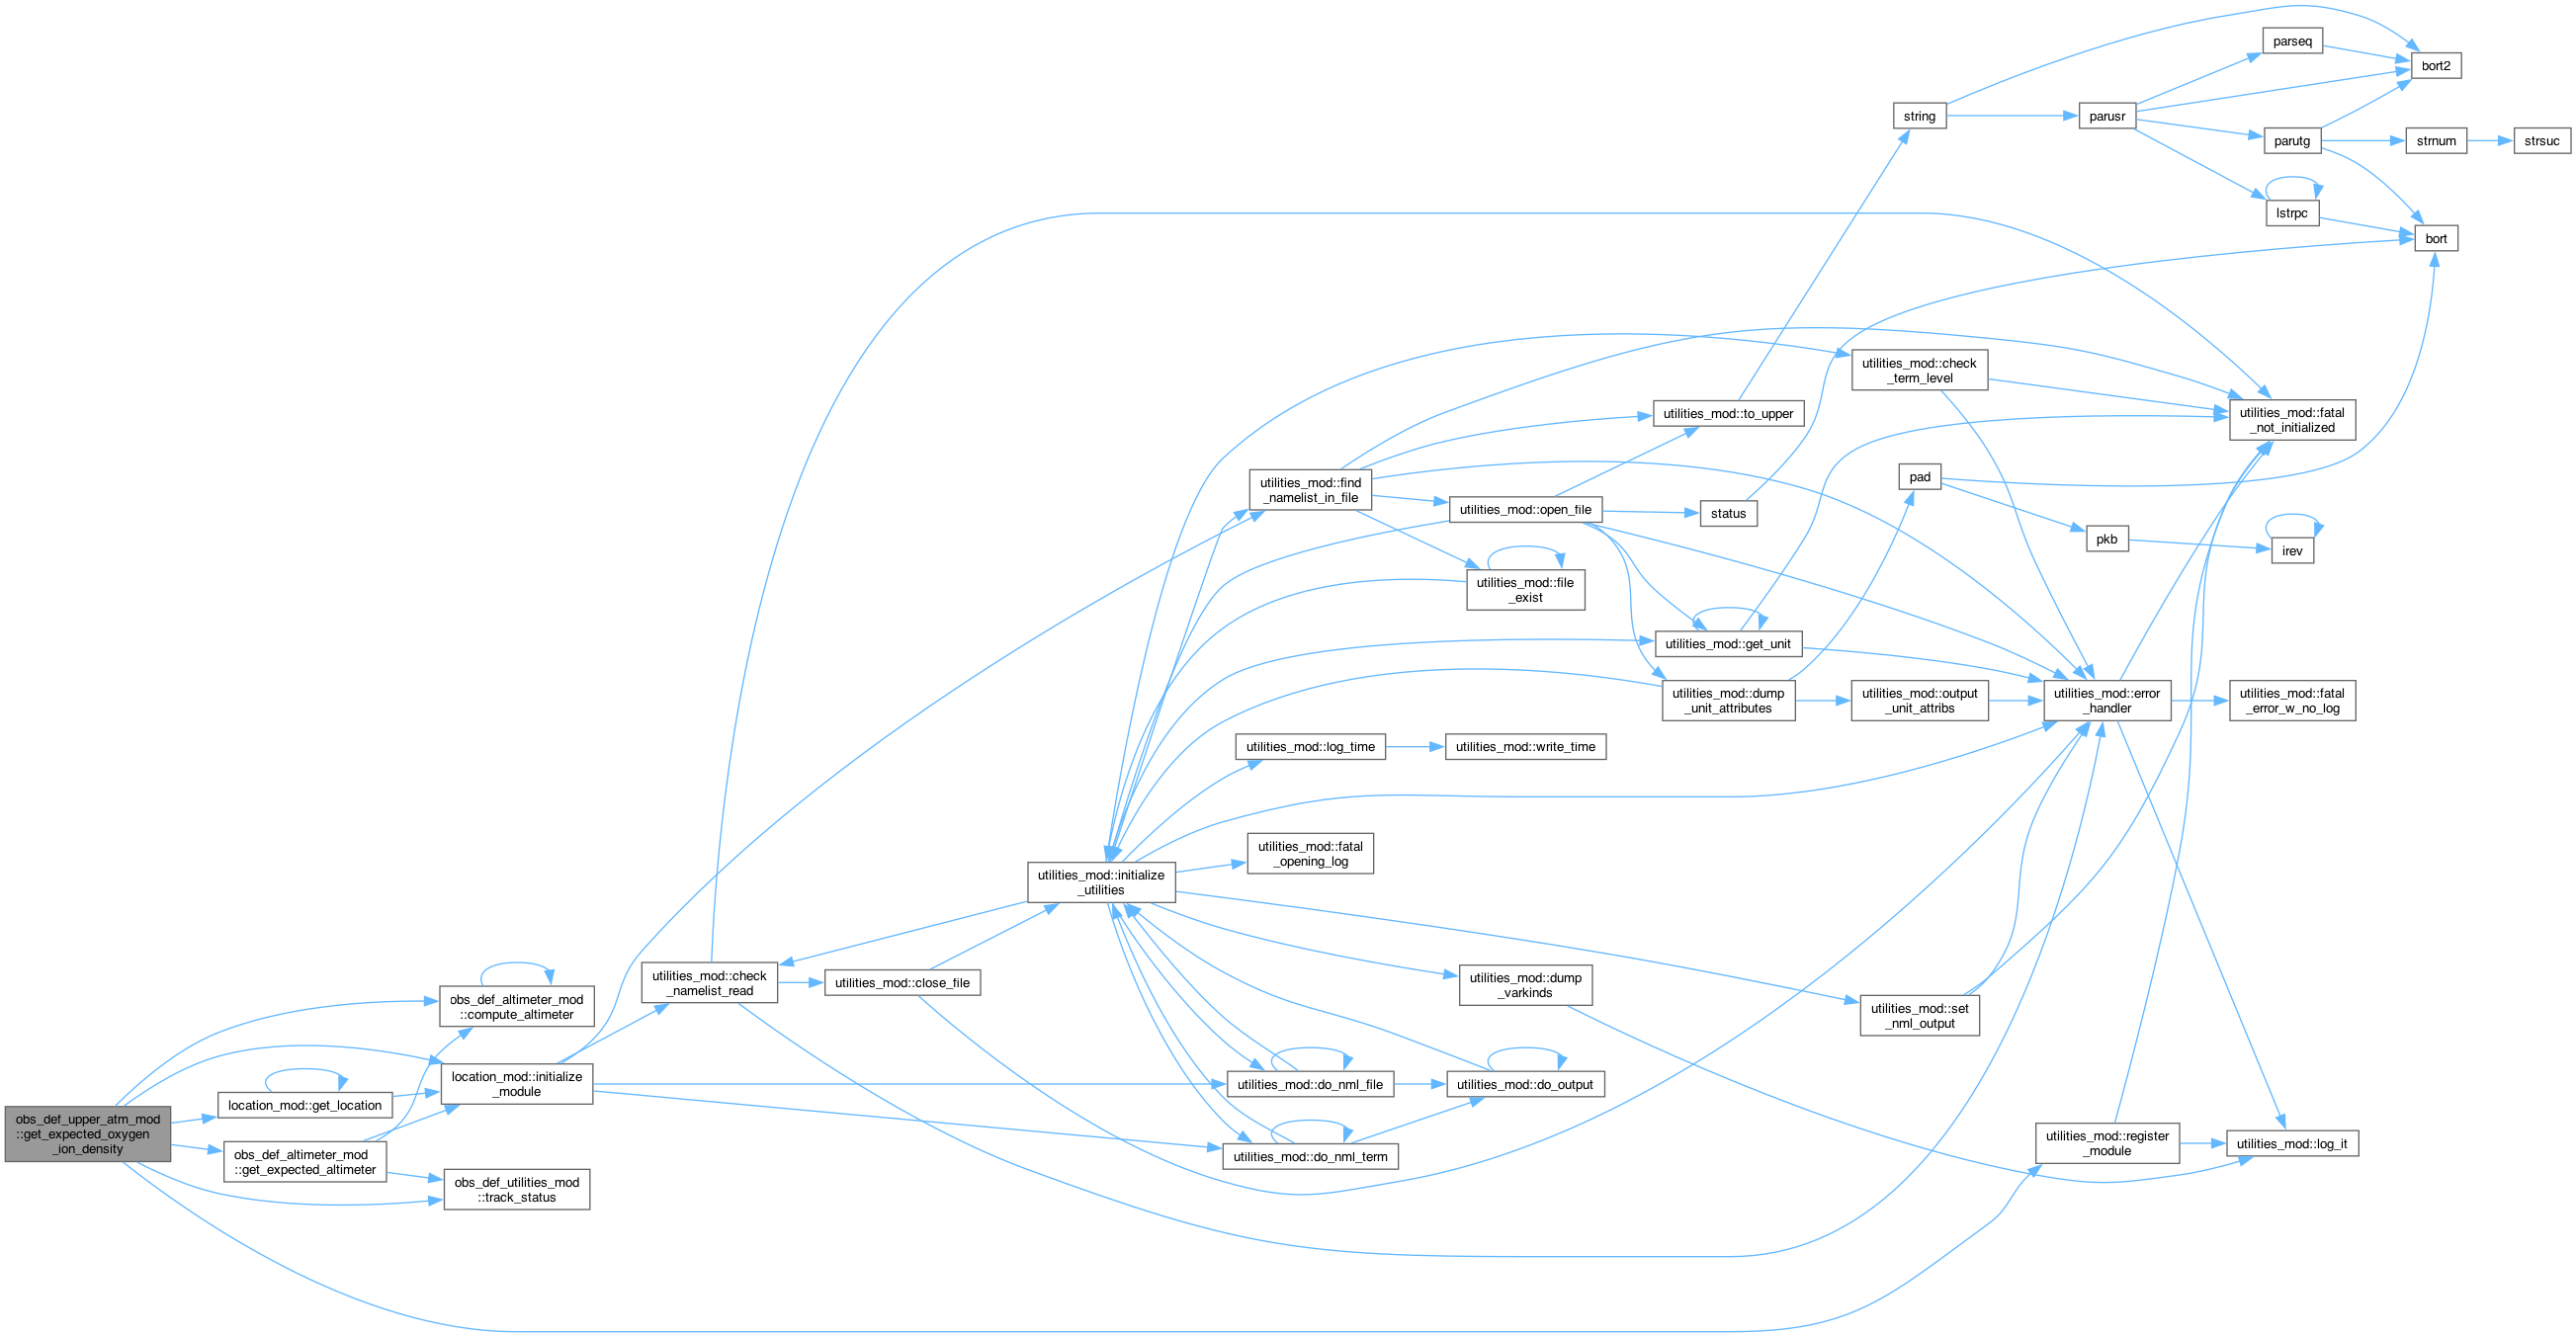 obs_def_upper_atm_mod
::get_expected_oxygen
_ion_density
obs_def_altimeter_mod
::compute_altimeter
location_mod::initialize
_module
location_mod::get_location
obs_def_altimeter_mod
::get_expected_altimeter
obs_def_utilities_mod
::track_status
utilities_mod::check
_namelist_read
utilities_mod::close_file
utilities_mod::initialize
_utilities
utilities_mod::find
_namelist_in_file
utilities_mod::log_time
utilities_mod::fatal
_opening_log
utilities_mod::do_nml_file
utilities_mod::do_nml_term
utilities_mod::open_file
utilities_mod::file
_exist
utilities_mod::write_time
utilities_mod::dump
_varkinds
utilities_mod::do_output
utilities_mod::to_upper
status
utilities_mod::get_unit
utilities_mod::dump
_unit_attributes
string
utilities_mod::check
_term_level
pad
utilities_mod::output
_unit_attribs
utilities_mod::set
_nml_output
parusr
pkb
utilities_mod::error
_handler
utilities_mod::register
_module
parseq
parutg
lstrpc
utilities_mod::fatal
_not_initialized
irev
utilities_mod::fatal
_error_w_no_log
utilities_mod::log_it
bort2
strnum
bort
strsuc